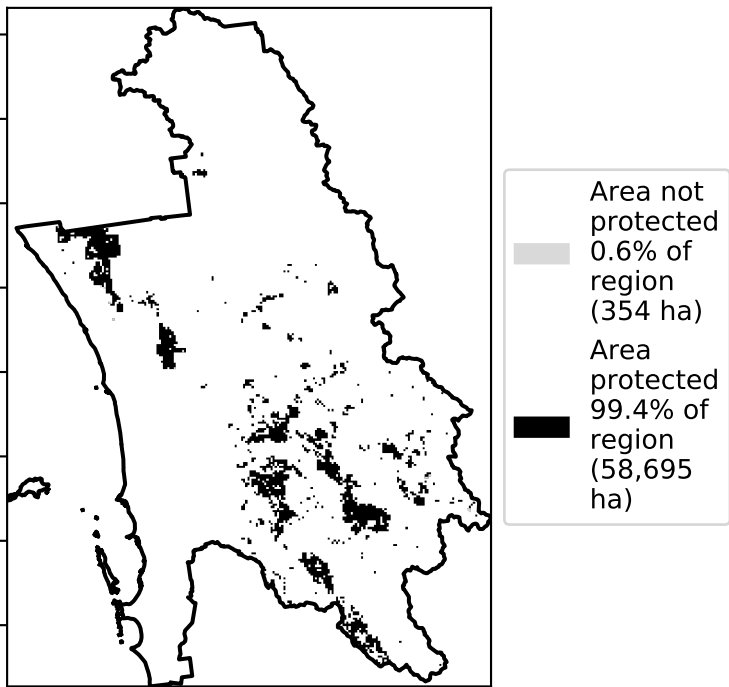 Area not
protected
0.6% of
region
(354 ha)
Area
protected
99.4% of
region
(58,695
ha)